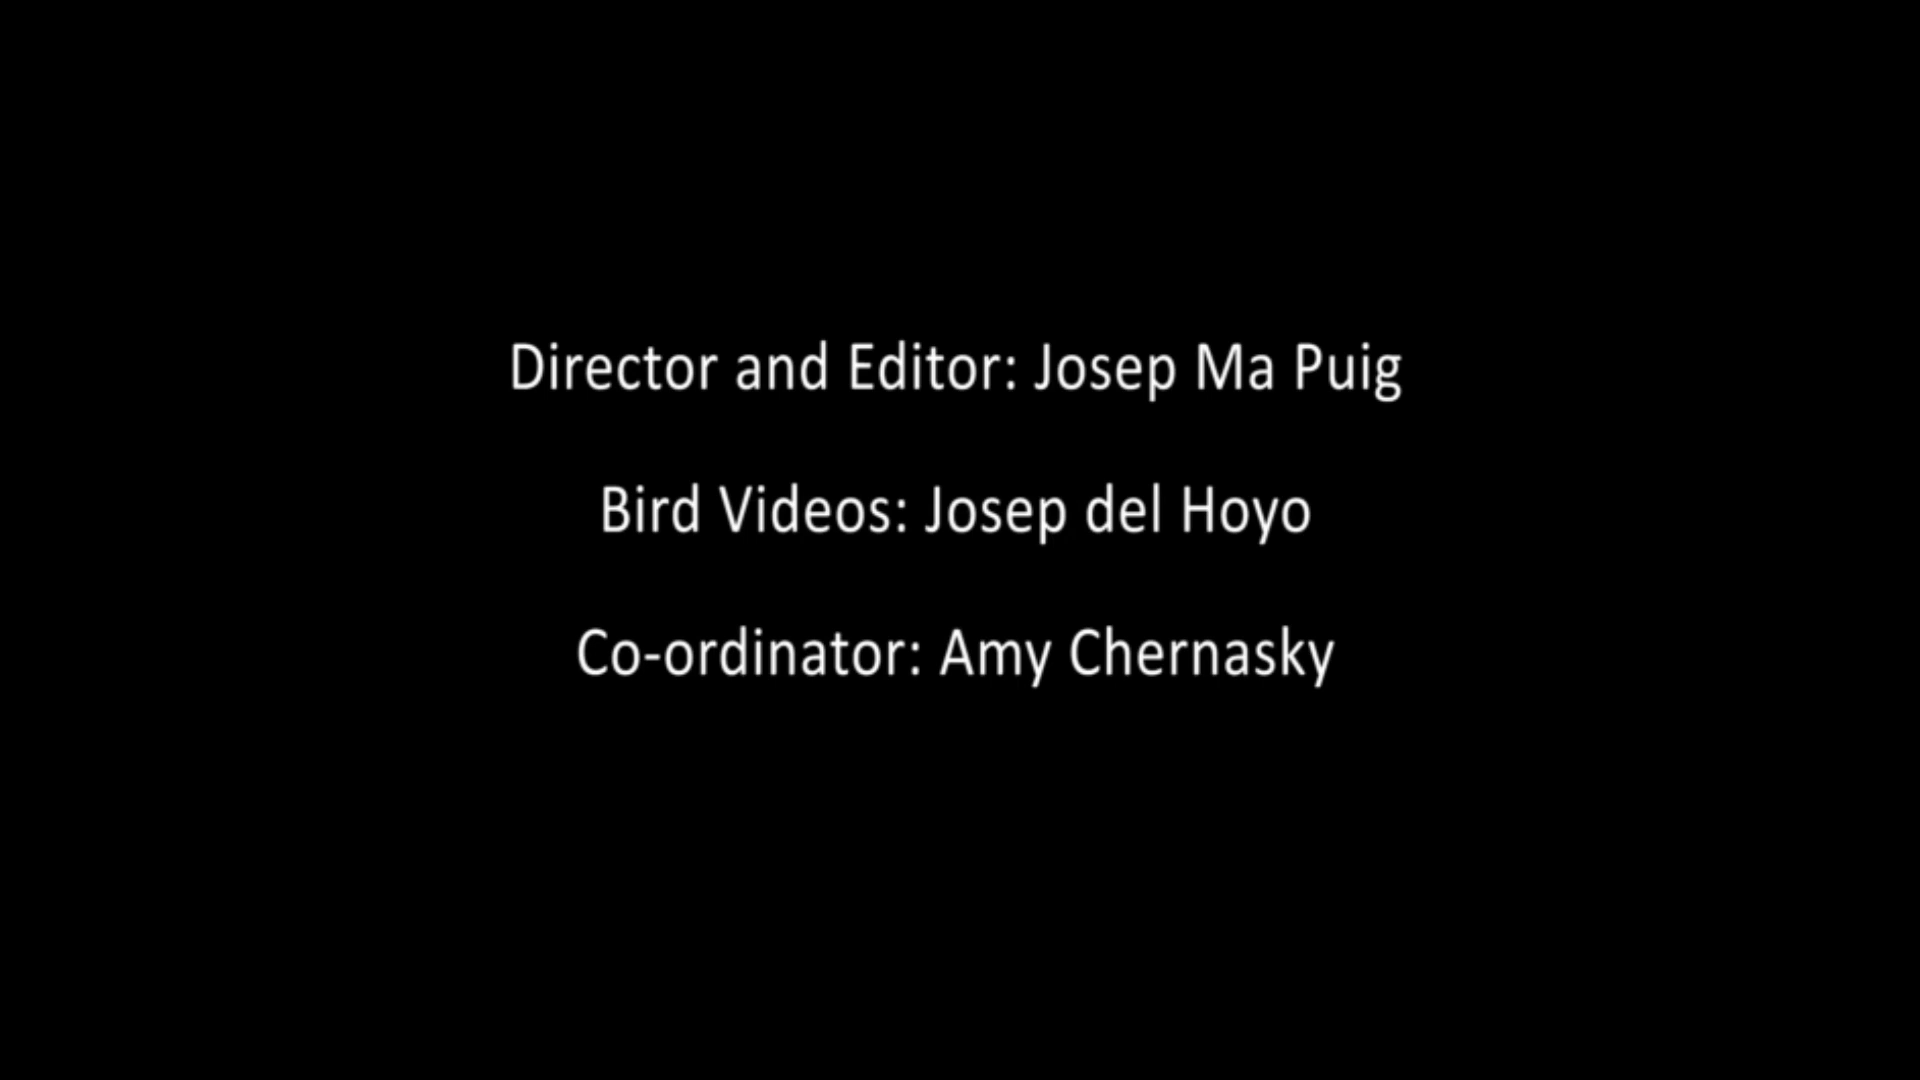 Director and Editor: Josep Ma Puig
Bird Videos: Josep del Hoyo
Co-ordinator: Amy Chernasky